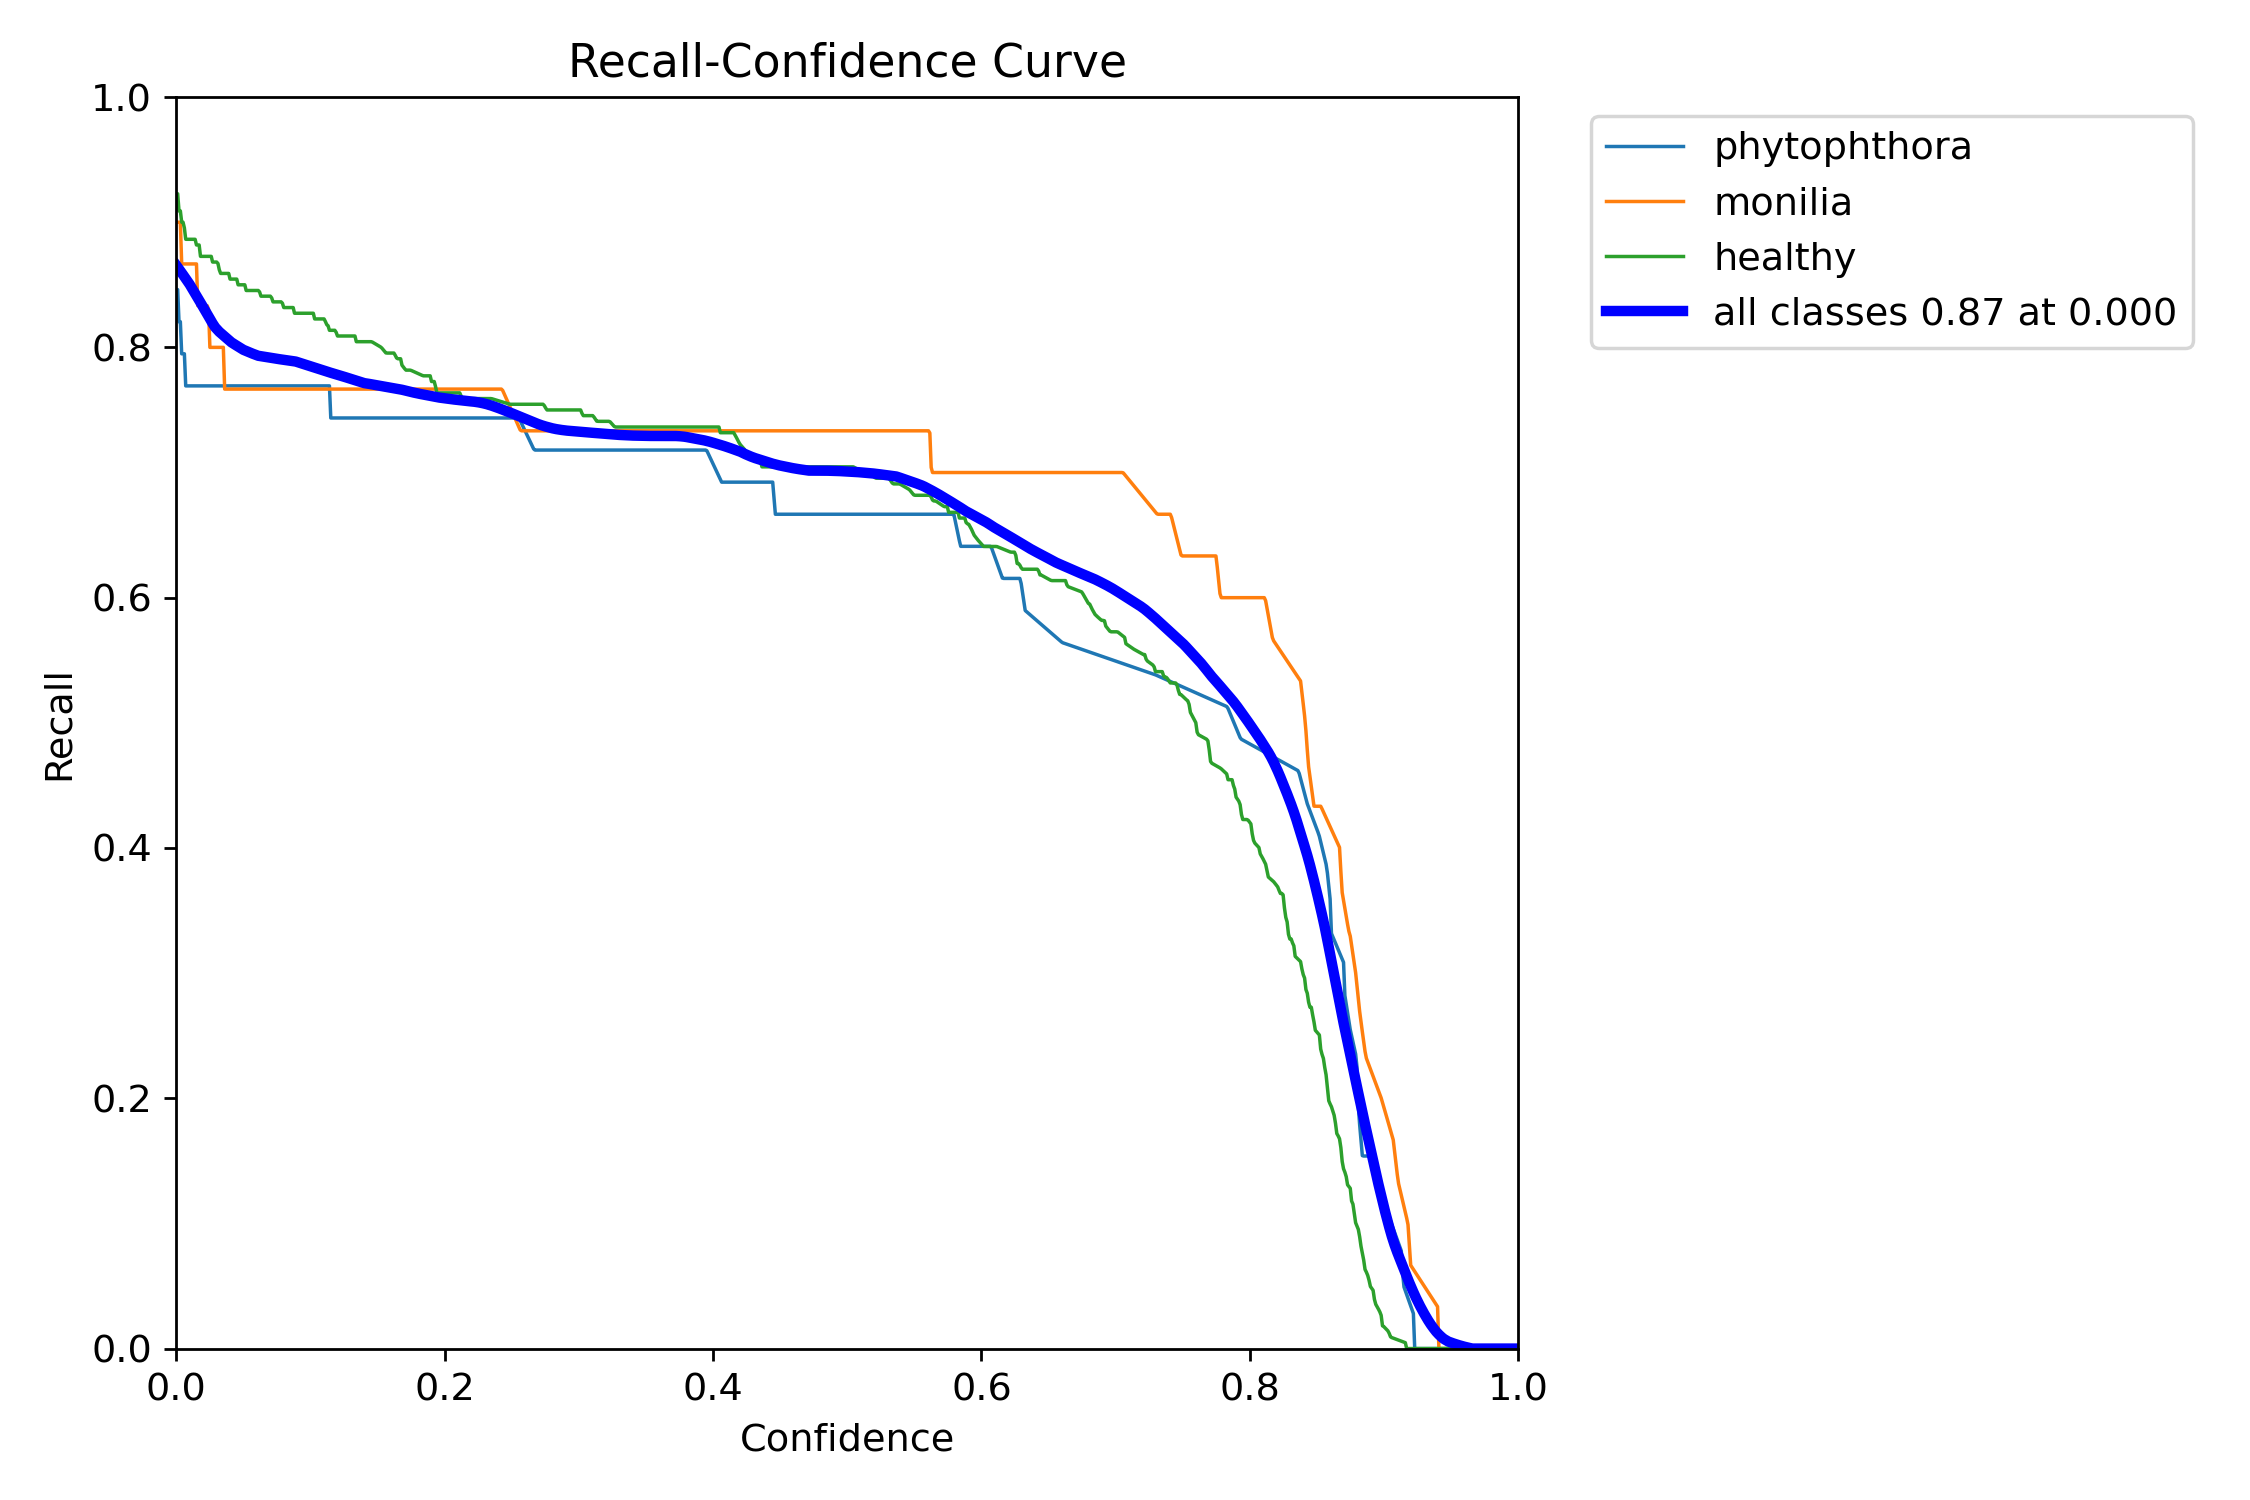 Recall-Confidence Curve
1.0
0.8
0.6
0.4
0.2
0.0
Recall
0.0 0.2 0.4 0.6 0.8 1.0
Confidence
phytophthora
monilia
healthy
all classes 0.87 at 0.000